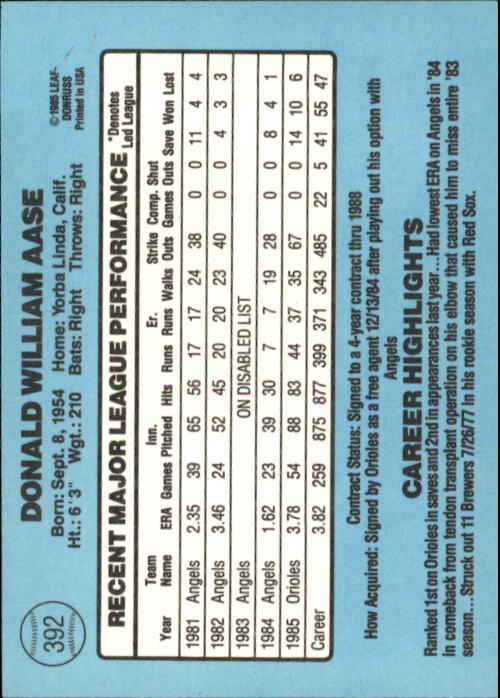 392
DONALD WILLIAM AASE
Born: Sept. 8, 1954 Home: Yorba Linda, Calif.
Ht.: 6'3" Wgt.: 210 Bats: Right Throws: Right
© 1985 LEAF-
DONRUSS
Printed in USA
RECENT MAJOR LEAGUE PERFORMANCE *Denotes
Led League
Team Inn. Er. Strike Comp. Shut
Year Name ERA Games Pitched Hits Runs Runs Walks Outs Games Outs Save Won Lost
1981 Angels 2.35 39 65 56 17 17 24 38 0 0 11 4 4
1982 Angels 3.46 24 52 45 20 20 23 40 0 0 4 3 3
1983 Angels ON DISABLED LIST
1984 Angels 1.62 23 39 30 7 7 19 28 0 0 8 4 1
1985 Orioles 3.78 54 88 83 44 37 35 67 0 0 14 10 6
Career 3.82 259 875 877 399 371 343 485 22 5 41 55 47
Contract Status: Signed to a 4-year contract thru 1988
How Acquired: Signed by Orioles as a free agent 12/13/84 after playing out his option with
Angels
CAREER HIGHLIGHTS
Ranked 1st on Orioles in saves and 2nd in appearances last year...Had lowest ERA on Angels in '84
in comeback from tendon transplant operation on his elbow that caused him to miss entire '83
season...Struck out 11 Brewers 7/26/77 in his rookie season with Red Sox.